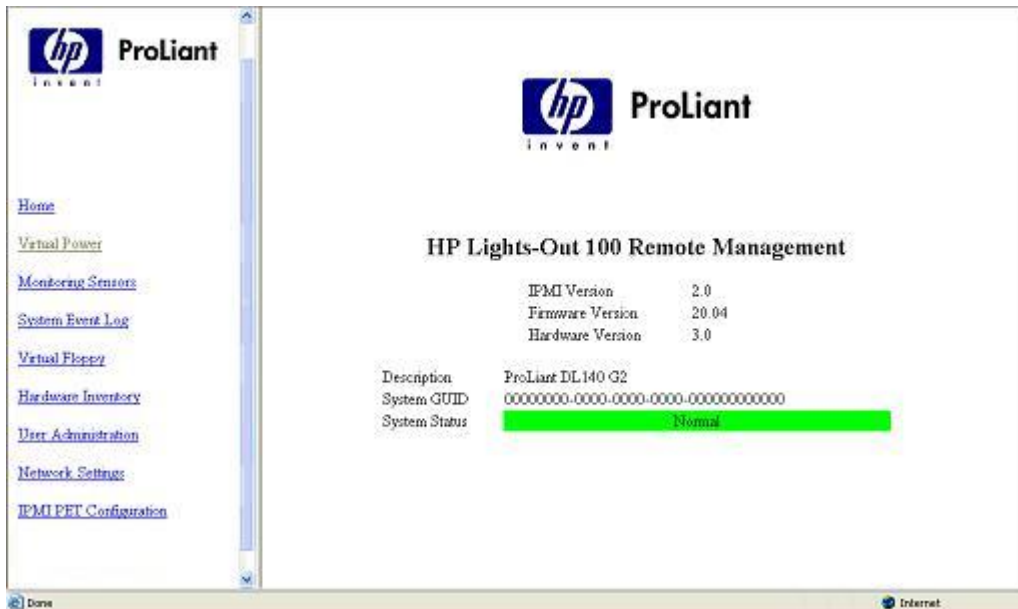 hp ProLiant
invent
Home
Virtual Power
Monitoring Sensors
System Event Log
Virtual Floppy
Hardware Inventory
User Administration
Network Settings
IPMI PET Configuration
hp ProLiant
invent
HP Lights-Out 100 Remote Management
IPMI Version 2.0
Firmware Version 20.04
Hardware Version 3.0
Description ProLiant DL140 G2
System GUID 00000000-0000-0000-0000-000000000000
System Status Normal
Done Internet